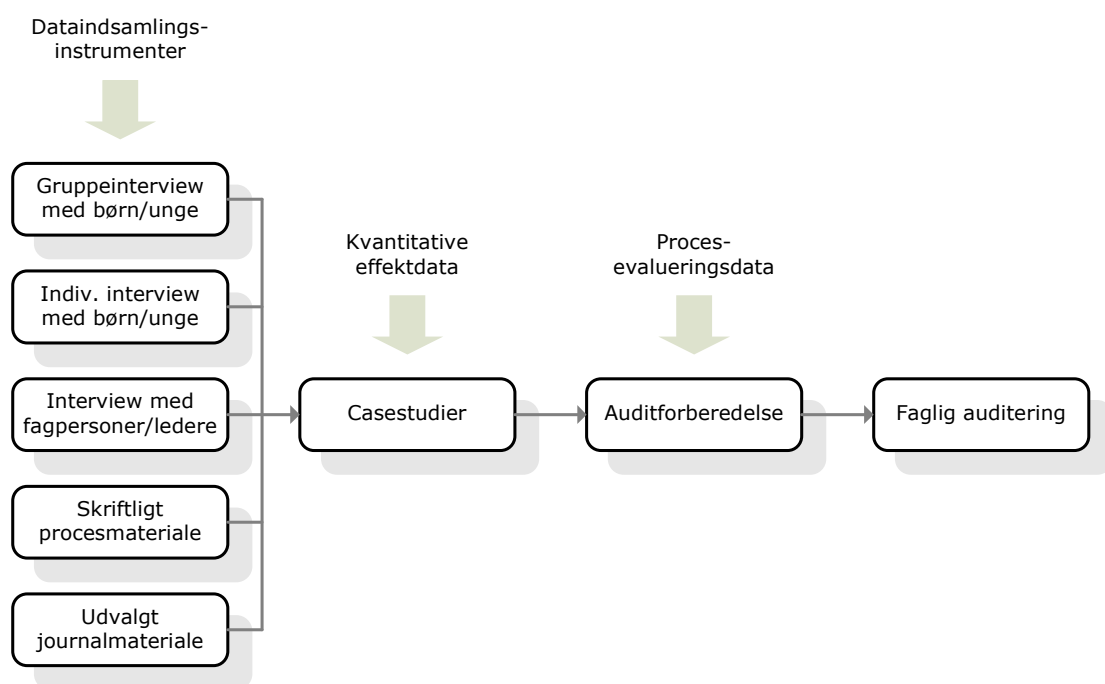 Dataindsamlings-
instrumenter
Gruppeinterview
med børn/unge
Indiv. interview
med børn/unge
Interview med
fagpersoner/ledere
Skriftligt
procesmateriale
Udvalgt
journalmateriale
Kvantitative
effektdata
Casestudier
Proces-
evalueringsdata
Auditforberedelse
Faglig auditering